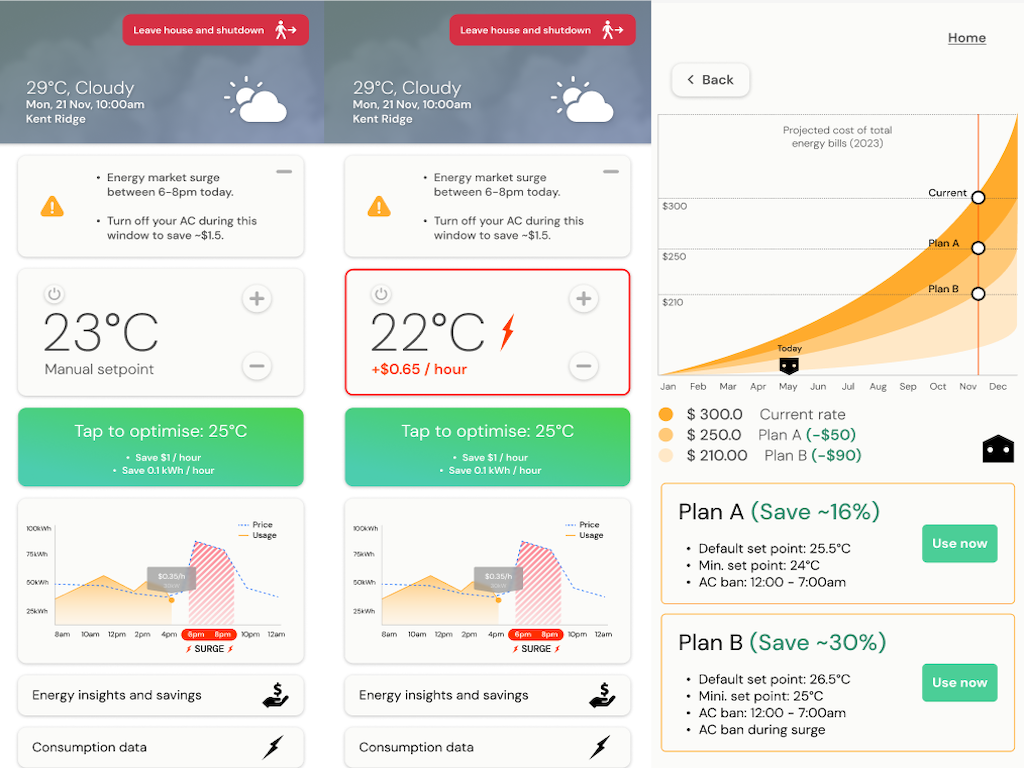 Leave house and shutdown
29°C, Cloudy
Mon, 21 Nov, 10:00am
Kent Ridge
• Energy market surge
between 6-8pm today.
• Turn off your AC during this
window to save ~$1.5.
23°C
Manual setpoint
Tap to optimise: 25°C
• Save $1 / hour
• Save 0.1 kWh / hour
100kWh
75kWh
50kWh
25kWh
Price
Usage
$0.35/h
8am 10am 12pm 2pm 4pm 6pm 8pm 10pm 12am
SURGE
Energy insights and savings
Consumption data
Leave house and shutdown
29°C, Cloudy
Mon, 21 Nov, 10:00am
Kent Ridge
• Energy market surge
between 6-8pm today.
• Turn off your AC during this
window to save ~$1.5.
22°C
+$0.65 / hour
Tap to optimise: 25°C
• Save $1 / hour
• Save 0.1 kWh / hour
100kWh
75kWh
50kWh
25kWh
Price
Usage
$0.35/h
8am 10am 12pm 2pm 4pm 6pm 8pm 10pm 12am
SURGE
Energy insights and savings
Consumption data
Home
Back
Projected cost of total
energy bills (2023)
Current
$300
Plan A
$250
Plan B
$210
Today
Jan Feb Mar Apr May Jun Jul Aug Sep Oct Nov Dec
$ 300.0 Current rate
$ 250.0 Plan A (-$50)
$ 210.00 Plan B (-$90)
Plan A (Save ~16%)
• Default set point: 25.5°C
• Min. set point: 24°C
• AC ban: 12:00 - 7:00am
Use now
Plan B (Save ~30%)
• Default set point: 26.5°C
• Mini. set point: 25°C
• AC ban: 12:00 - 7:00am
• AC ban during surge
Use now